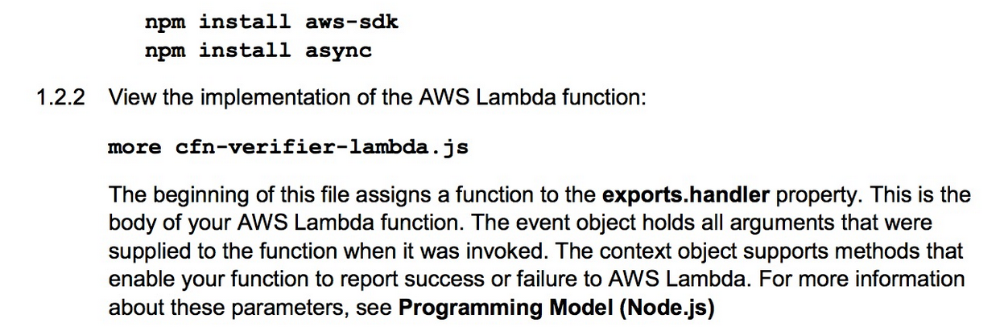 npm install aws-sdk
npm install async
1.2.2 View the implementation of the AWS Lambda function:
more cfn-verifier-lambda.js
The beginning of this file assigns a function to the exports.handler property. This is the
body of your AWS Lambda function. The event object holds all arguments that were
supplied to the function when it was invoked. The context object supports methods that
enable your function to report success or failure to AWS Lambda. For more information
about these parameters, see Programming Model (Node.js)